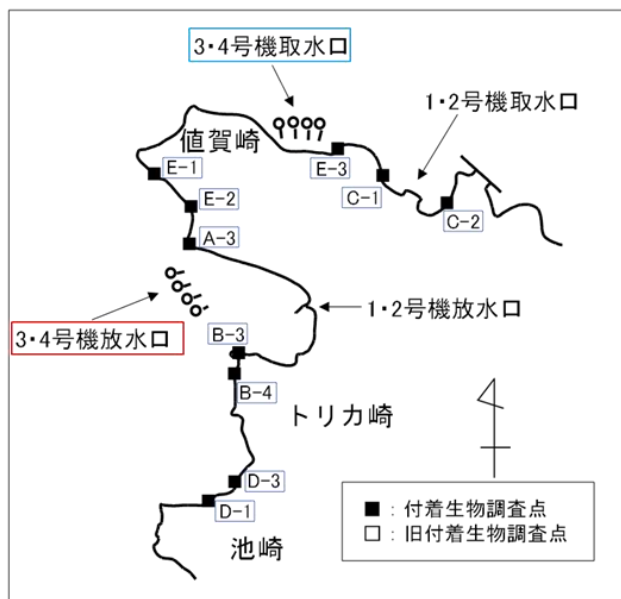 3・4号機取水口
1・2号機取水口
値賀崎
E-1
E-3
C-1
E-2
C-2
A-3
1・2号機放水口
3・4号機放水口
B-3
B-4
トリカ崎
D-3
D-1
池崎
■：付着生物調査点
□：旧付着生物調査点